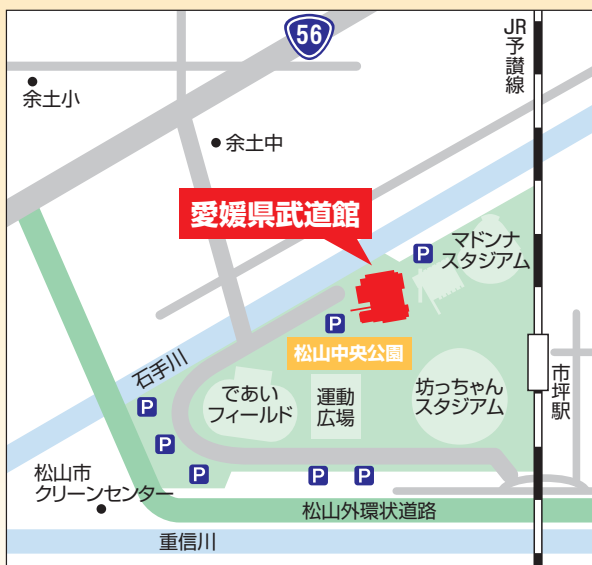 56
JR予讃線
余土小
余土中
愛媛県武道館
P
マドンナ
スタジアム
P
松山中央公園
石手川
であい
フィールド
運動
広場
坊っちゃん
スタジアム
市坪駅
P
P
P
P
P
松山市
クリーンセンター
松山外環状道路
重信川